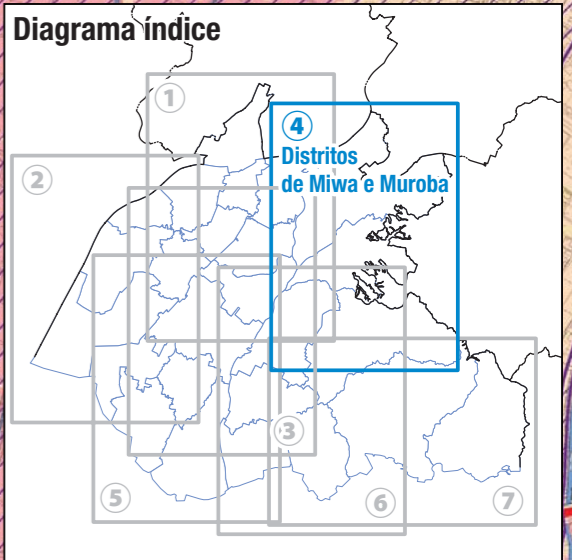 Diagrama índice
①
④
Distritos
de Miwa e Muroba
②
③
⑤
⑥
⑦